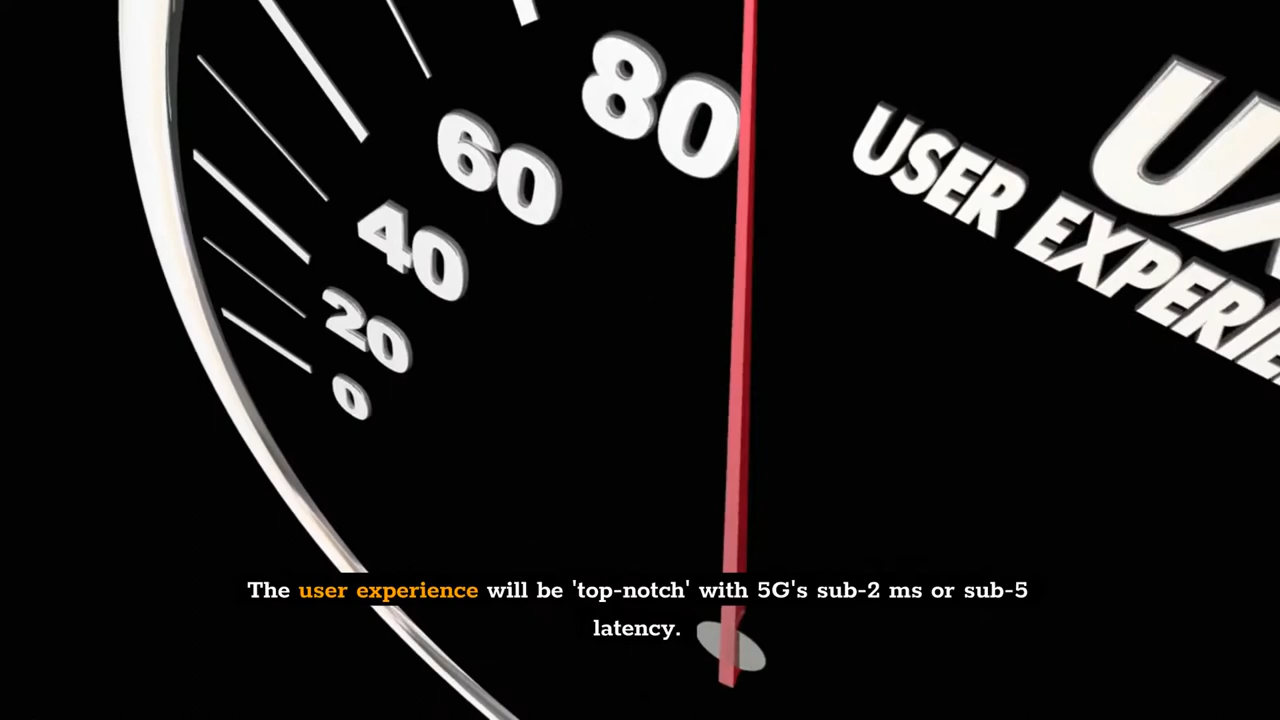 80
60
40
20
0
UX
USER EXPERIE
The user experience will be 'top-notch' with 5G's sub-2 ms or sub-5
latency.